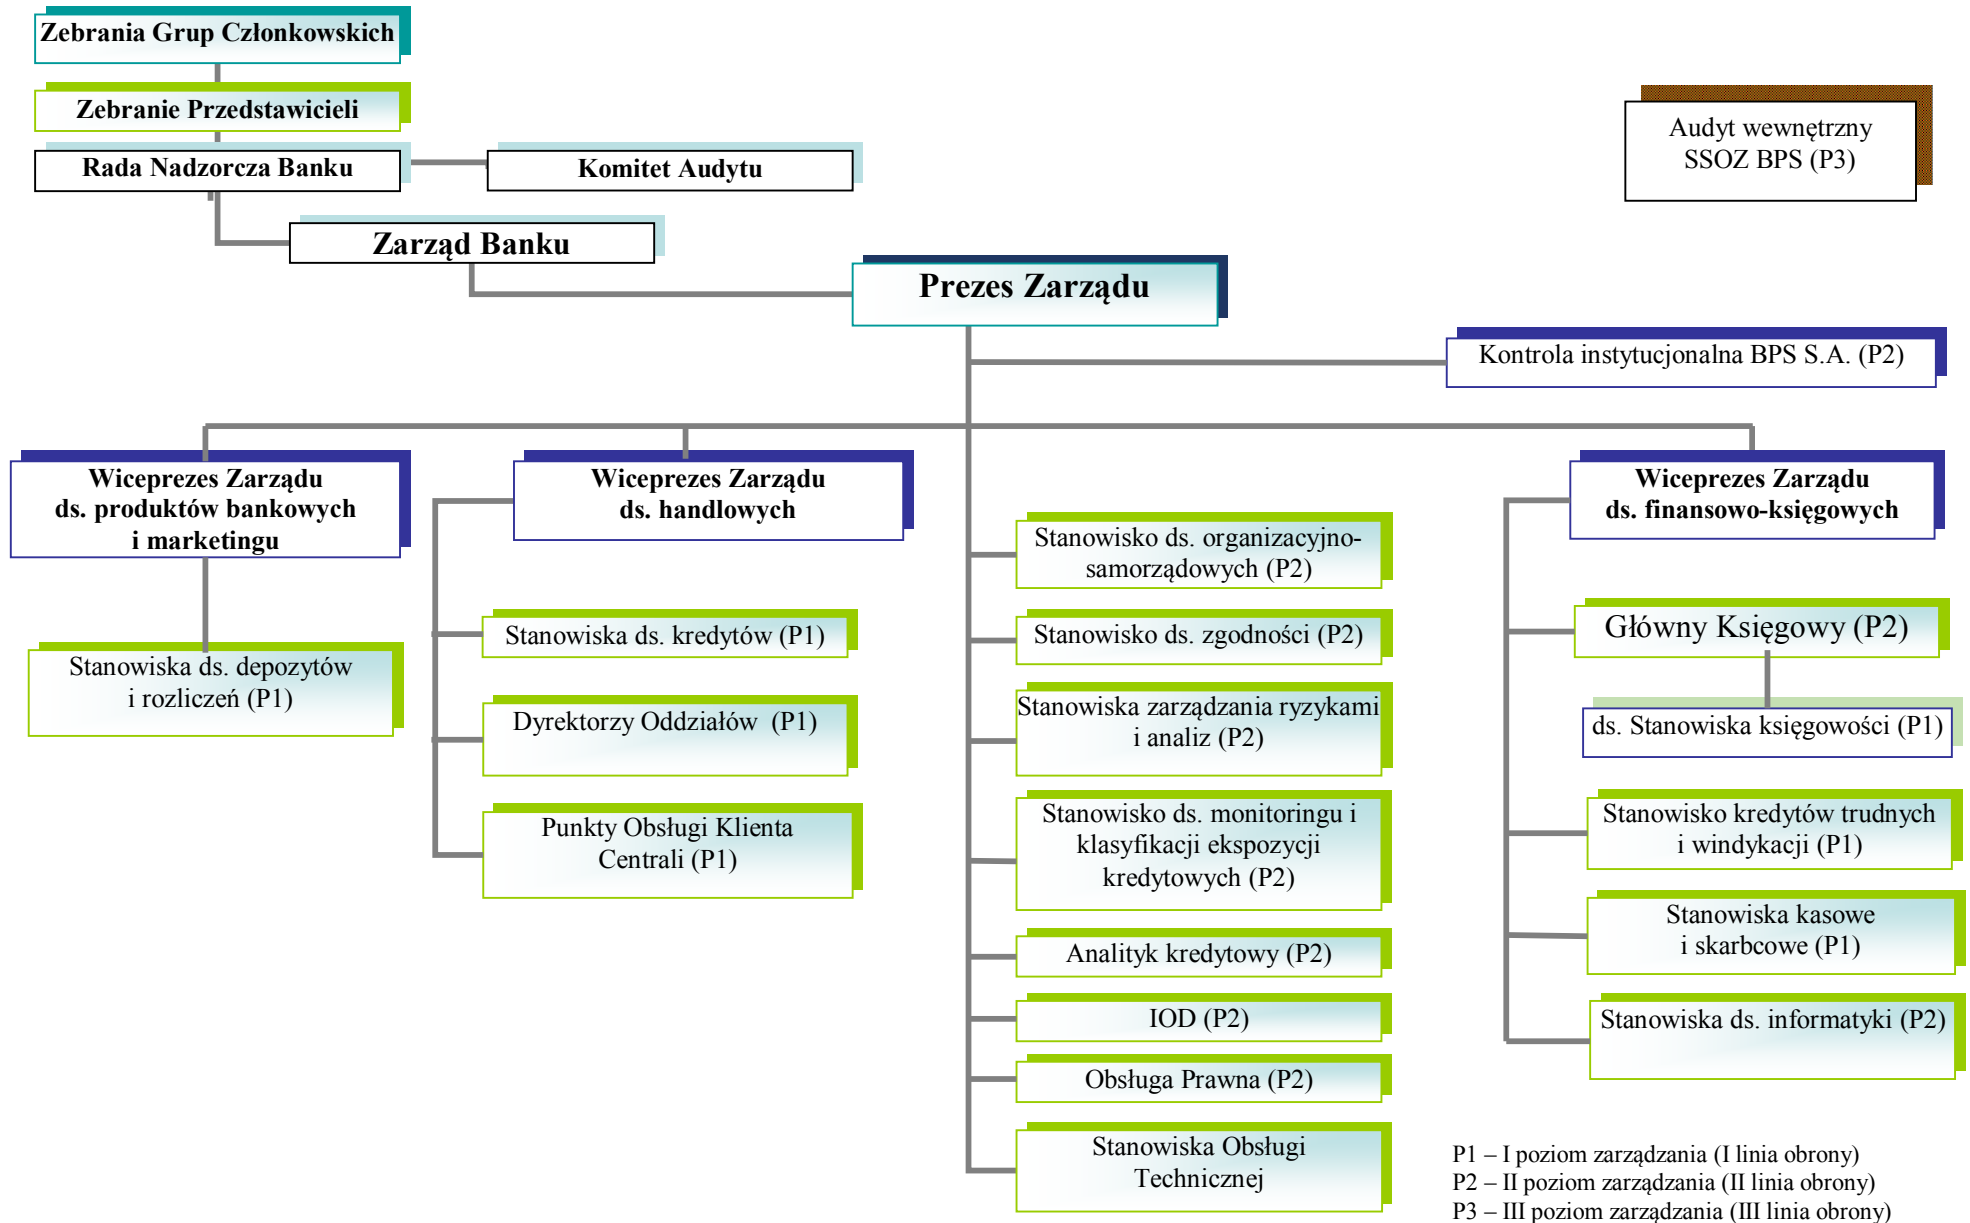 Zebrania Grup Członkowskich
Zebranie Przedstawicieli
Rada Nadzorcza Banku
Komitet Audytu
Audyt wewnętrzny
SSOZ BPS (P3)
Zarząd Banku
Prezes Zarządu
Kontrola instytucjonalna BPS S.A. (P2)
Wiceprezes Zarządu
ds. produktów bankowych
i marketingu
Stanowiska ds. depozytów
i rozliczeń (P1)
Wiceprezes Zarządu
ds. handlowych
Stanowiska ds. kredytów (P1)
Dyrektorzy Oddziałów (P1)
Punkty Obsługi Klienta
Centrali (P1)
Stanowisko ds. organizacyjno-
samorządowych (P2)
Stanowisko ds. zgodności (P2)
Stanowiska zarządzania ryzykami
i analiz (P2)
Stanowisko ds. monitoringu i
klasyfikacji ekspozycji
kredytowych (P2)
Analityk kredytowy (P2)
IOD (P2)
Obsługa Prawna (P2)
Stanowiska Obsługi
Technicznej
Wiceprezes Zarządu
ds. finansowo-księgowych
Główny Księgowy (P2)
ds. Stanowiska księgowości (P1)
Stanowisko kredytów trudnych
i windykacji (P1)
Stanowiska kasowe
i skarbcowe (P1)
Stanowiska ds. informatyki (P2)
P1 – I poziom zarządzania (I linia obrony)
P2 – II poziom zarządzania (II linia obrony)
P3 – III poziom zarządzania (III linia obrony)